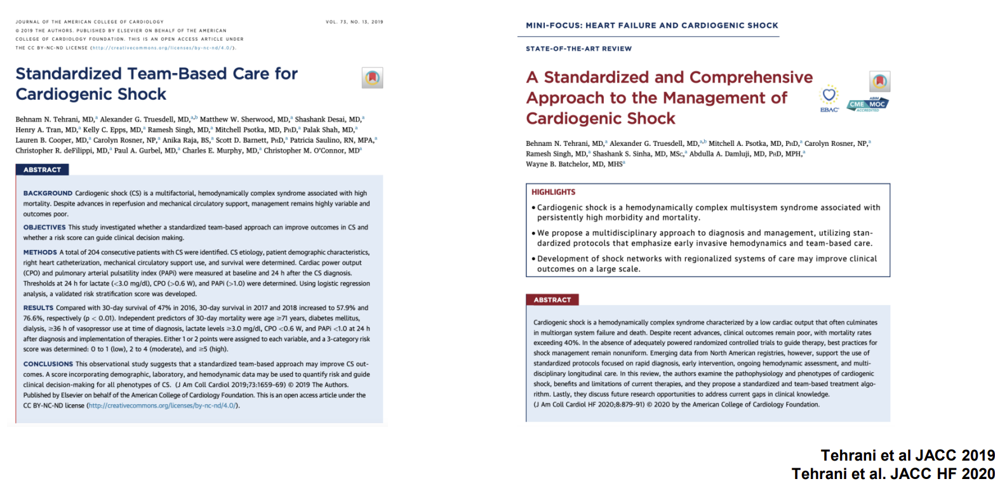 JOURNAL OF THE AMERICAN COLLEGE OF CARDIOLOGY
VOL. 73, NO. 13, 2019
© 2019 THE AUTHORS. PUBLISHED BY ELSEVIER ON BEHALF OF THE AMERICAN
COLLEGE OF CARDIOLOGY FOUNDATION. THIS IS AN OPEN ACCESS ARTICLE UNDER
THE CC BY-NC-ND LICENSE (http://creativecommons.org/licenses/by-nc-nd/4.0/).
Standardized Team-Based Care for
Cardiogenic Shock
Behnam N. Tehrani, MD,a Alexander G. Truesdell, MD,a,b Matthew W. Sherwood, MD,a Shashank Desai, MD,a
Henry A. Tran, MD,a Kelly C. Epps, MD,a Ramesh Singh, MD,a Mitchell Psotka, MD, PHD,a Palak Shah, MD,a
Lauren B. Cooper, MD,a Carolyn Rosner, NP,a Anika Raja, BS,a Scott D. Barnett, PHD,a Patricia Saulino, RN, MPA,a
Christopher R. deFilippi, MD,a Paul A. Gurbel, MD,a Charles E. Murphy, MD,a Christopher M. O'Connor, MDa
ABSTRACT
BACKGROUND Cardiogenic shock (CS) is a multifactorial, hemodynamically complex syndrome associated with high
mortality. Despite advances in reperfusion and mechanical circulatory support, management remains highly variable and
outcomes poor.
OBJECTIVES This study investigated whether a standardized team-based approach can improve outcomes in CS and
whether a risk score can guide clinical decision making.
METHODS A total of 204 consecutive patients with CS were identified. CS etiology, patient demographic characteristics,
right heart catheterization, mechanical circulatory support use, and survival were determined. Cardiac power output
(CPO) and pulmonary arterial pulsatility index (PAPi) were measured at baseline and 24 h after the CS diagnosis.
Thresholds at 24 h for lactate (<3.0 mg/dl), CPO (>0.6 W), and PAPi (>1.0) were determined. Using logistic regression
analysis, a validated risk stratification score was developed.
RESULTS Compared with 30-day survival of 47% in 2016, 30-day survival in 2017 and 2018 increased to 57.9% and
76.6%, respectively (p < 0.01). Independent predictors of 30-day mortality were age ≥71 years, diabetes mellitus,
dialysis, ≥36 h of vasopressor use at time of diagnosis, lactate levels ≥3.0 mg/dl, CPO <0.6 W, and PAPi <1.0 at 24 h
after diagnosis and implementation of therapies. Either 1 or 2 points were assigned to each variable, and a 3-category risk
score was determined: 0 to 1 (low), 2 to 4 (moderate), and ≥5 (high).
CONCLUSIONS This observational study suggests that a standardized team-based approach may improve CS out-
comes. A score incorporating demographic, laboratory, and hemodynamic data may be used to quantify risk and guide
clinical decision-making for all phenotypes of CS. (J Am Coll Cardiol 2019;73:1659–69) © 2019 The Authors.
Published by Elsevier on behalf of the American College of Cardiology Foundation. This is an open access article under the
CC BY-NC-ND license (http://creativecommons.org/licenses/by-nc-nd/4.0/).
MINI-FOCUS: HEART FAILURE AND CARDIOGENIC SHOCK
STATE-OF-THE-ART REVIEW
A Standardized and Comprehensive
Approach to the Management of
Cardiogenic Shock
EBAC
CME
ABIM
MOC
ACCREDITED
Behnam N. Tehrani, MD,a Alexander G. Truesdell, MD,a,b Mitchell A. Psotka, MD, PHD,a Carolyn Rosner, NP,a
Ramesh Singh, MD,a Shashank S. Sinha, MD, MSc,a Abdulla A. Damluji, MD, PHD, MPH,a
Wayne B. Batchelor, MD, MHSa
HIGHLIGHTS
• Cardiogenic shock is a hemodynamically complex multisystem syndrome associated with
persistently high morbidity and mortality.
• We propose a multidisciplinary approach to diagnosis and management, utilizing stan-
dardized protocols that emphasize early invasive hemodynamics and team-based care.
• Development of shock networks with regionalized systems of care may improve clinical
outcomes on a large scale.
ABSTRACT
Cardiogenic shock is a hemodynamically complex syndrome characterized by a low cardiac output that often culminates
in multiorgan system failure and death. Despite recent advances, clinical outcomes remain poor, with mortality rates
exceeding 40%. In the absence of adequately powered randomized controlled trials to guide therapy, best practices for
shock management remain nonuniform. Emerging data from North American registries, however, support the use of
standardized protocols focused on rapid diagnosis, early intervention, ongoing hemodynamic assessment, and multi-
disciplinary longitudinal care. In this review, the authors examine the pathophysiology and phenotypes of cardiogenic
shock, benefits and limitations of current therapies, and they propose a standardized and team-based treatment algo-
rithm. Lastly, they discuss future research opportunities to address current gaps in clinical knowledge.
(J Am Coll Cardiol HF 2020;8:879–91) © 2020 by the American College of Cardiology Foundation.
Tehrani et al JACC 2019
Tehrani et al. JACC HF 2020